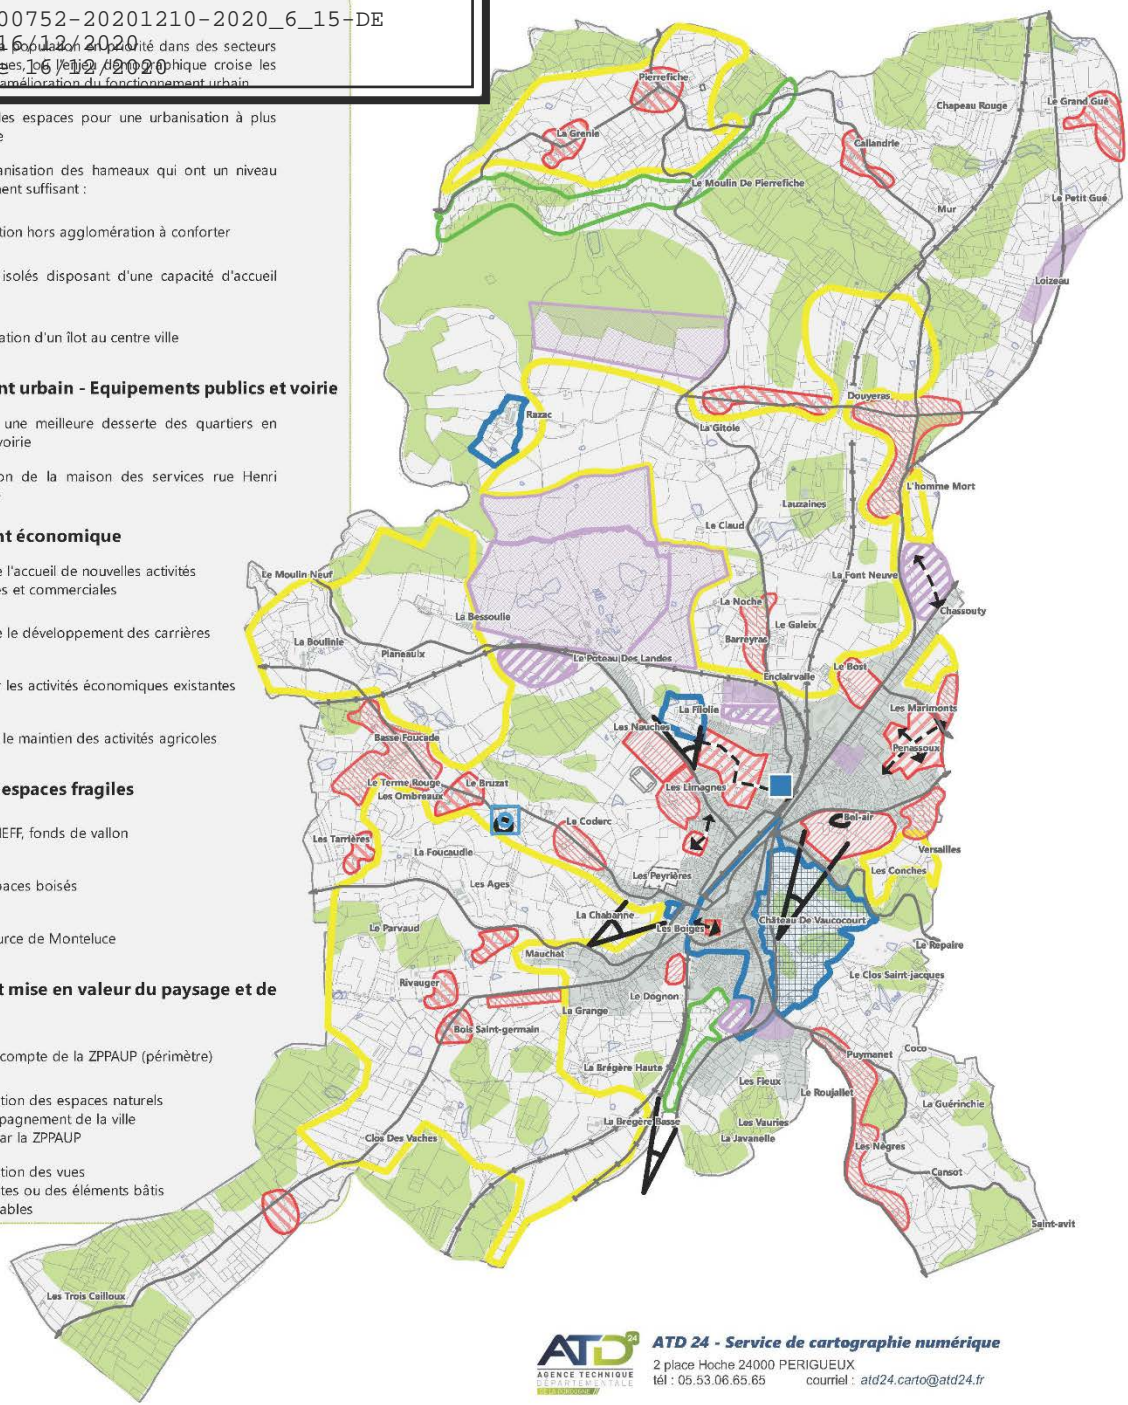 00752-20201210-2020_6_15-DE
16/12/2020
a population en priorité dans des secteurs
e 16/12/2020
ues, où l'enjeu démographique croise les
amélioration du fonctionnement urbain
les espaces pour une urbanisation à plus
e
anisation des hameaux qui ont un niveau
ment suffisant :
tion hors agglomération à conforter
isolés disposant d'une capacité d'accueil
ation d'un îlot au centre ville
nt urbain - Equipements publics et voirie
une meilleure desserte des quartiers en
voirie
on de la maison des services rue Henri
nt économique
e l'accueil de nouvelles activités
es et commerciales
e le développement des carrières
r les activités économiques existantes
le maintien des activités agricoles
espaces fragiles
IEFF, fonds de vallon
paces boisés
urce de Monteluce
t mise en valeur du paysage et de
compte de la ZPPAUP (périmètre)
tion des espaces naturels
pagnement de la ville
ar la ZPPAUP
tion des vues
tes ou des éléments bâtis
ables
Pierrefiche
Le Grand Gué
Chapeau Rouge
La Grenie
Callandrie
Le Moulin De Pierrefiche
Le Petit Gué
Mur
Loizeau
Douyeras
Razac
La Gitole
L'homme Mort
Lauzaines
Le Claud
Le Moulin Neuf
La Font Neuve
La Noche
Chassouty
La Bessoulie
Le Galeix
La Boulinie
Barreyras
Planeaulx
Le Poteau Des Landes
Le Bost
Enclairvalle
La Filolie
Les Marimonts
Les Nauches
Basse Foucade
Penassoux
Le Terme Rouge
Le Bruzat
Les Limagnes
Les Ombreaux
Le Coderc
Bel-air
Les Tarrières
La Foucaudie
Versailles
Les Peyrières
Les Conches
Les Ages
La Chabanne
Château De Vaucocourt
Le Parvaud
Les Boiges
Le Repaire
Mauchat
Le Clos Saint-jacques
Rivauger
Le Dognon
La Grange
Bois Saint-germain
Coco
Puymanet
La Brégère Haute
Les Fieux
Le Roujallet
La Guérinchie
La Brégère Basse
Les Vauries
Clos Des Vaches
La Javanelle
Les Nègres
Cansot
Saint-avit
Les Trois Cailloux
ATD24
AGENCE TECHNIQUE
DÉPARTEMENTALE
DE LA DORDOGNE
ATD 24 - Service de cartographie numérique
2 place Hoche 24000 PERIGUEUX
tél : 05.53.06.65.65 courriel : atd24.carto@atd24.fr